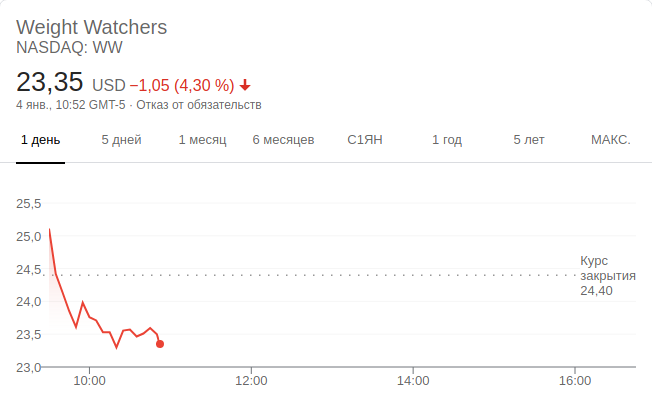 Weight Watchers
NASDAQ: WW
23,35 USD −1,05 (4,30 %)
4 янв., 10:52 GMT-5 · Отказ от обязательств
1 день 5 дней 1 месяц 6 месяцев С1ЯН 1 год 5 лет МАКС.
25,5
25,0
24,5
24,0
23,5
23,0
Курс
закрытия
24,40
10:00 12:00 14:00 16:00